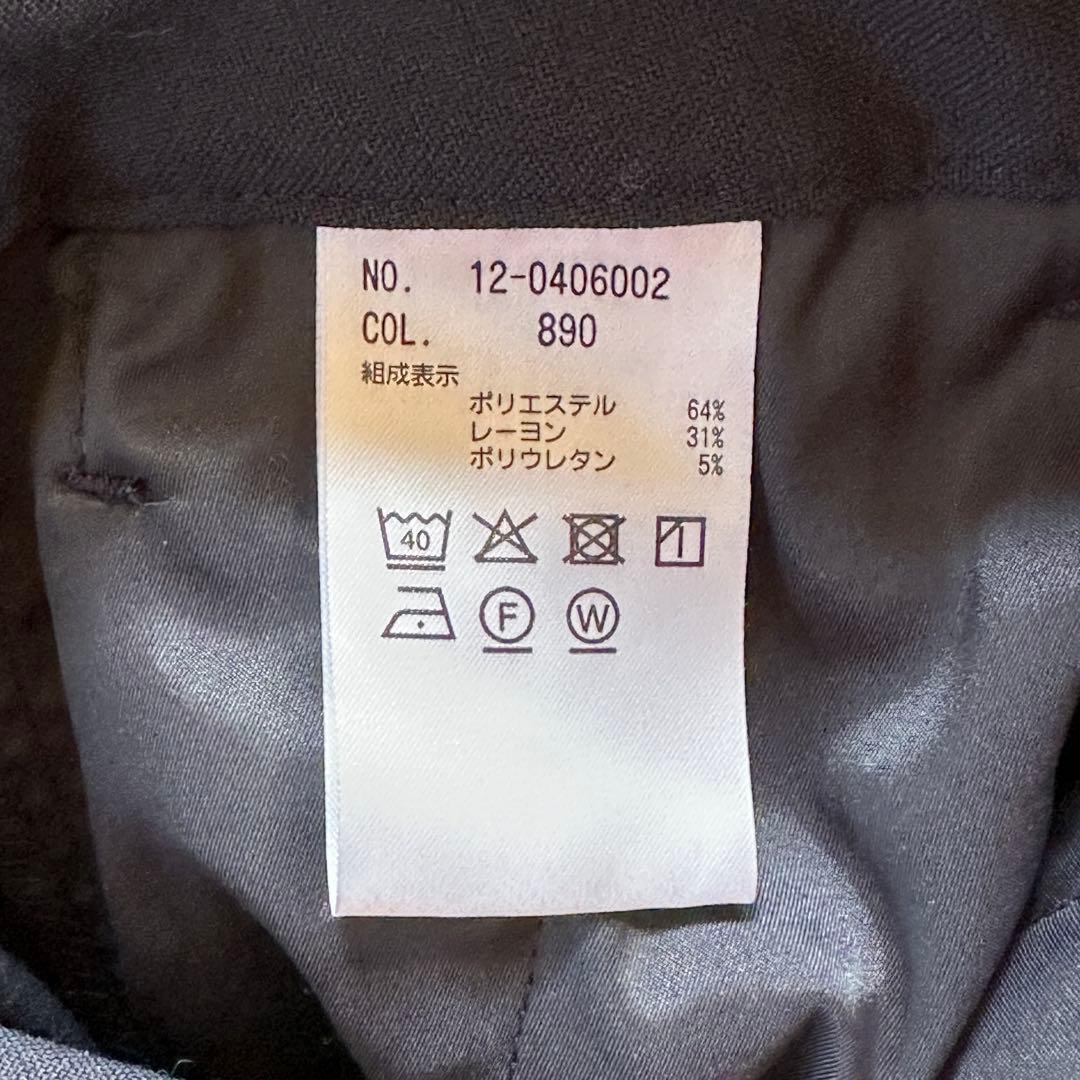 NO. 12-0406002
COL. 890
組成表示
ポリエステル 64%
レーヨン 31%
ポリウレタン 5%
40
F W